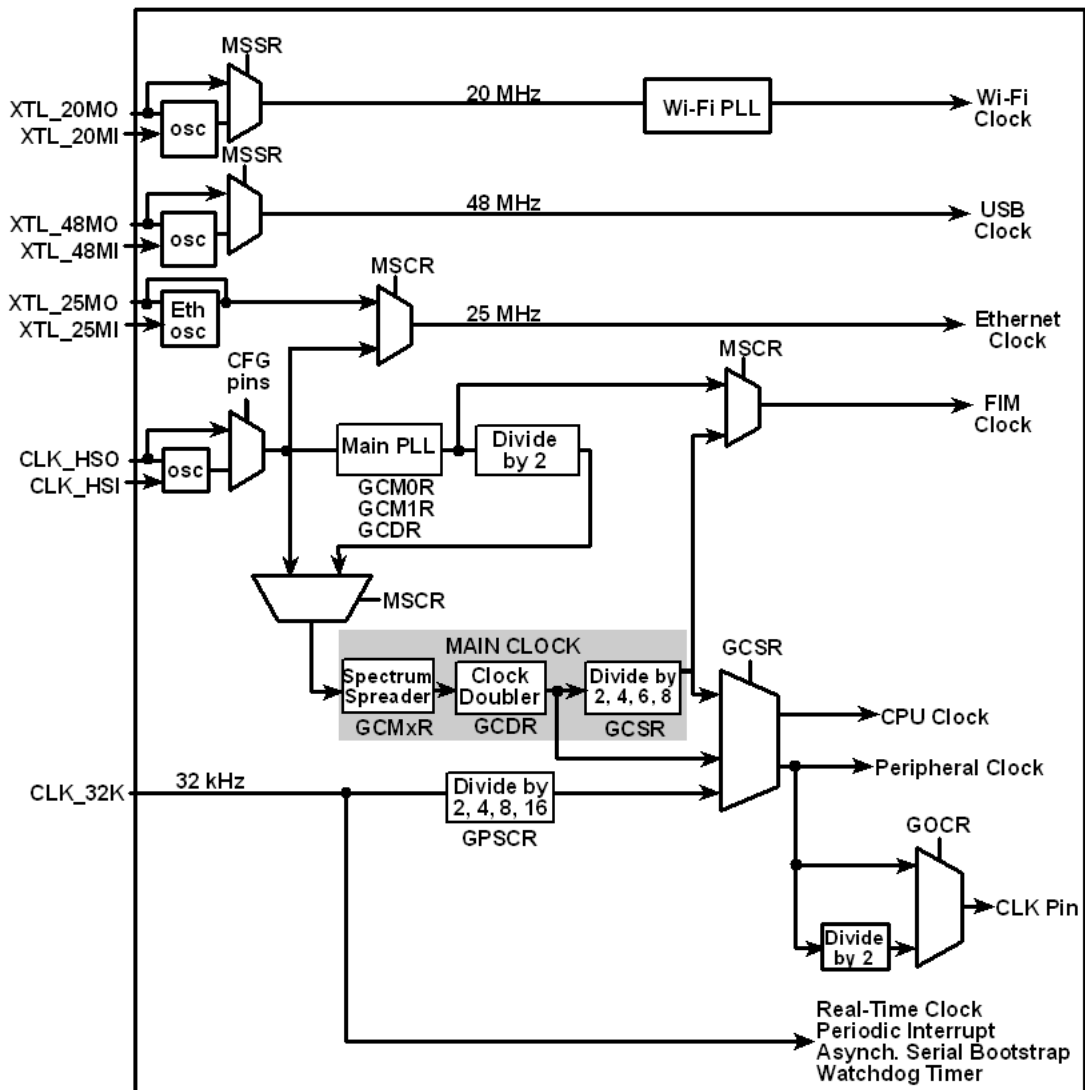 MSSR
XTL_20MO
XTL_20MI
osc
20 MHz
Wi-Fi PLL
Wi-Fi
Clock
MSSR
XTL_48MO
XTL_48MI
osc
48 MHz
USB
Clock
MSCR
XTL_25MO
XTL_25MI
Eth
osc
25 MHz
Ethernet
Clock
CFG
pins
MSCR
CLK_HSO
CLK_HSI
osc
Main PLL
Divide
by 2
FIM
Clock
GCM0R
GCM1R
GCDR
MSCR
MAIN CLOCK
Spectrum
Spreader
Clock
Doubler
Divide by
2, 4, 6, 8
GCMxR
GCDR
GCSR
GCSR
CPU Clock
Peripheral Clock
CLK_32K
32 kHz
Divide by
2, 4, 8, 16
GPSCR
GOCR
CLK Pin
Divide
by 2
Real-Time Clock
Periodic Interrupt
Asynch. Serial Bootstrap
Watchdog Timer